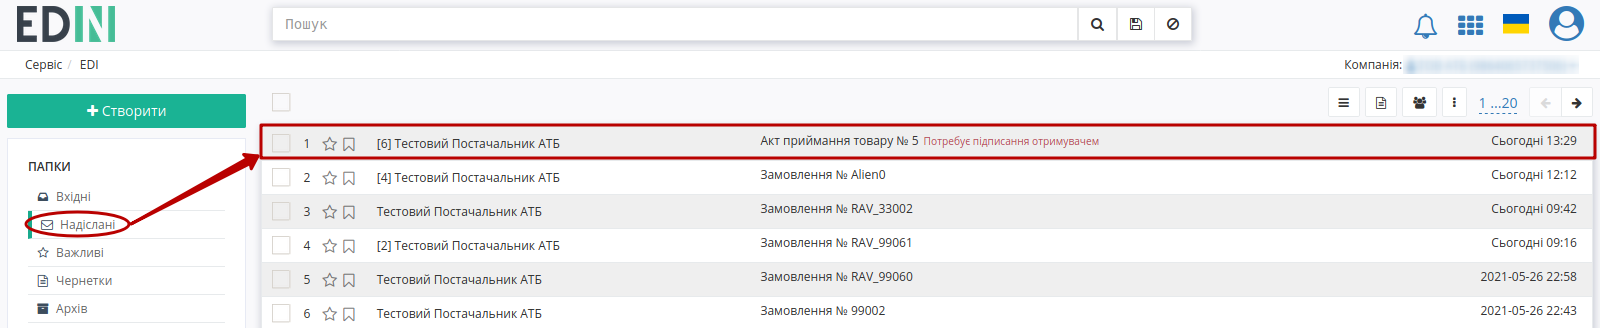 EDIN
Пошук
Сервіс / EDI
Компанія:
Створити
1 ...20
ПАПКИ
Вхідні
Надіслані
Важливі
Чернетки
Архів
1 [6] Тестовий Постачальник АТБ Акт приймання товару № 5 Потребує підписання отримувачем Сьогодні 13:29
2 [4] Тестовий Постачальник АТБ Замовлення № Alien0 Сьогодні 12:12
3 Тестовий Постачальник АТБ Замовлення № RAV_33002 Сьогодні 09:42
4 [2] Тестовий Постачальник АТБ Замовлення № RAV_99061 Сьогодні 09:16
5 Тестовий Постачальник АТБ Замовлення № RAV_99060 2021-05-26 22:58
6 Тестовий Постачальник АТБ Замовлення № 99002 2021-05-26 22:43